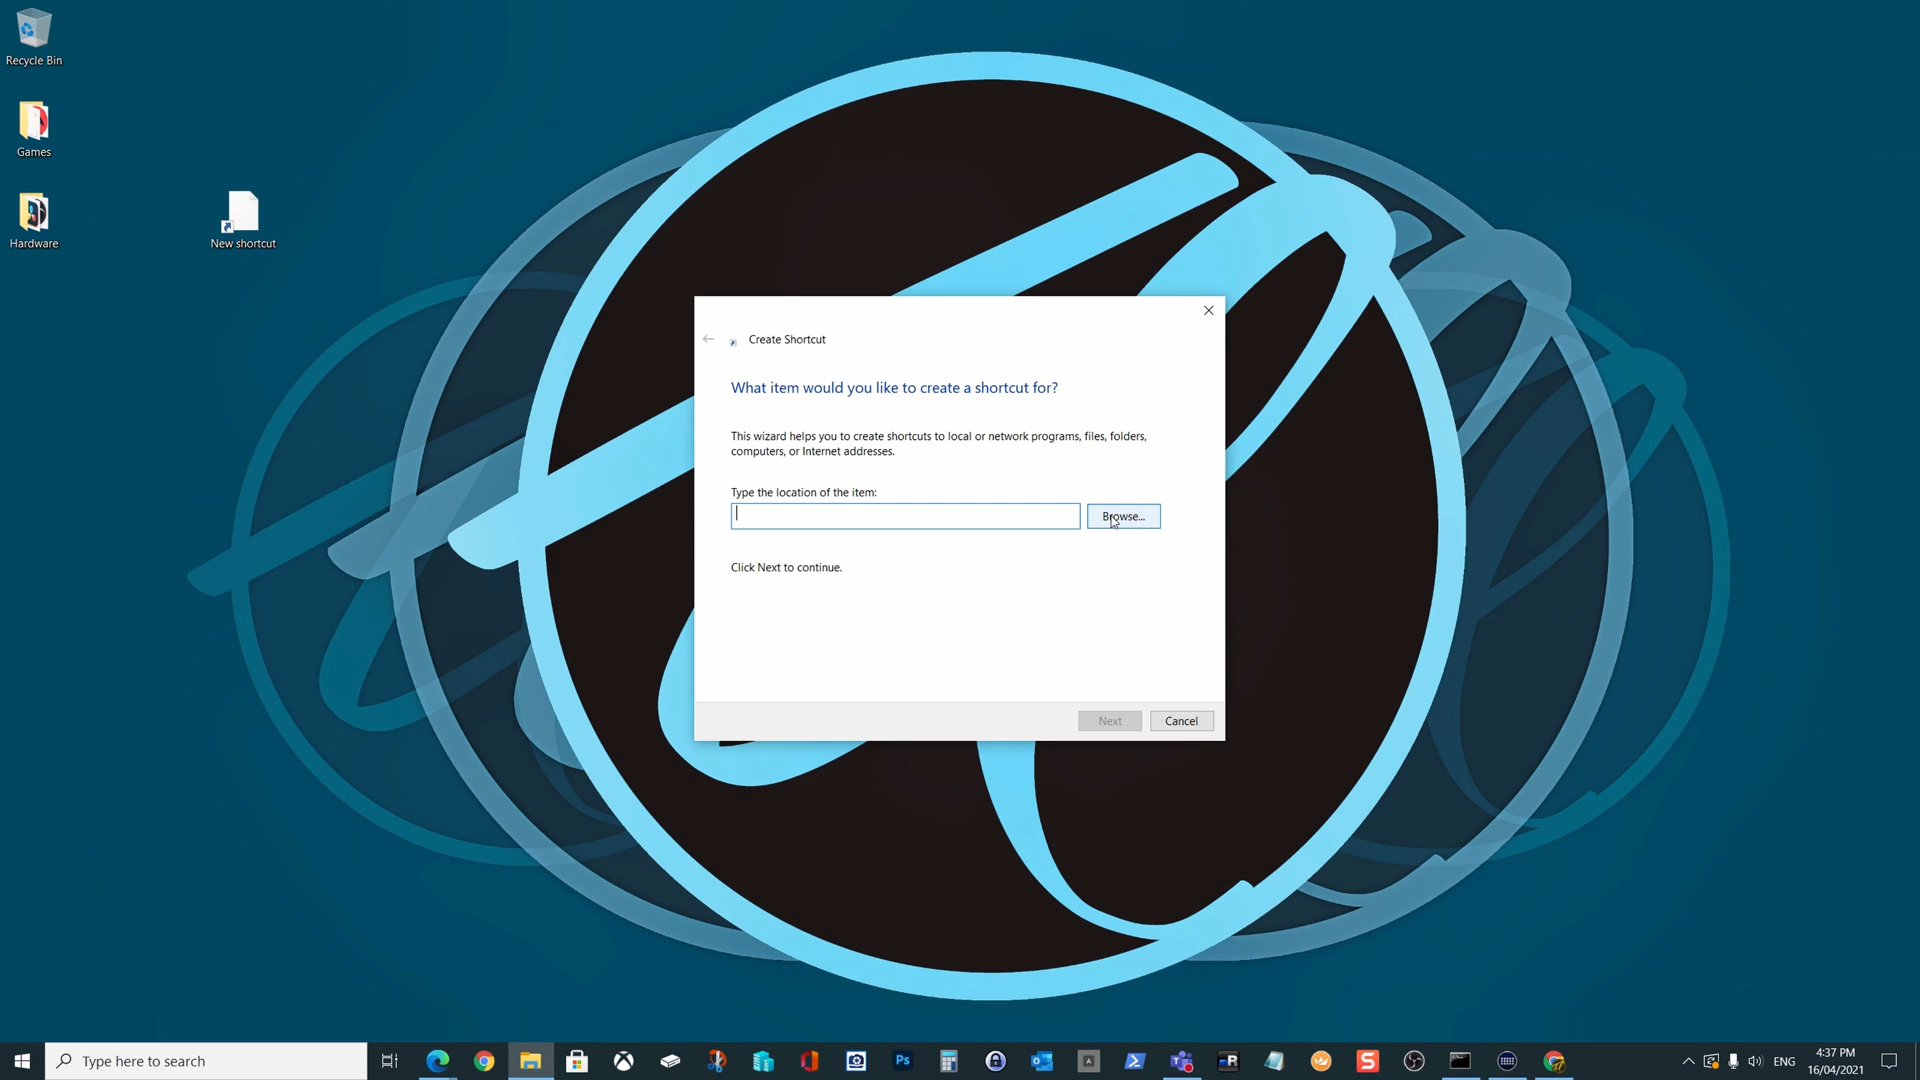 Recycle Bin
Games
Hardware
New shortcut
Create Shortcut
What item would you like to create a shortcut for?
This wizard helps you to create shortcuts to local or network programs, files, folders,
computers, or Internet addresses.
Type the location of the item:
Browse...
Click Next to continue.
Next
Cancel
Type here to search
Ps
A
R
S
ENG
4:37 PM
16/04/2021